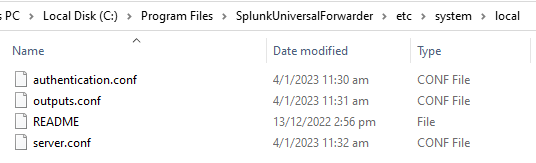 s PC > Local Disk (C:) > Program Files > SplunkUniversalForwarder > etc > system > local
Name Date modified Type
authentication.conf 4/1/2023 11:30 am CONF File
outputs.conf 4/1/2023 11:31 am CONF File
README 13/12/2022 2:56 pm File
server.conf 4/1/2023 11:32 am CONF File